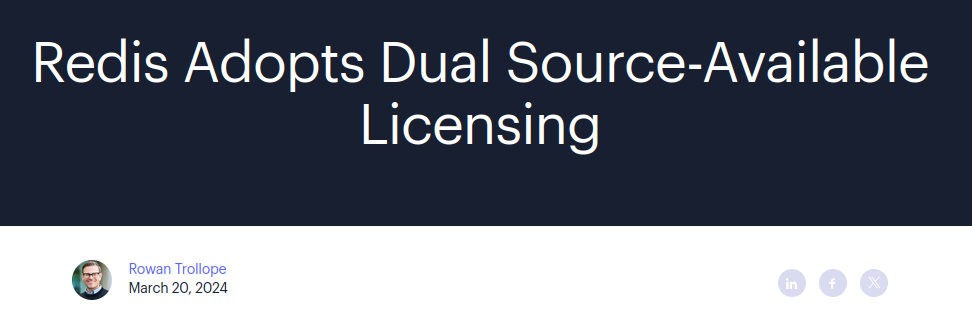 Redis Adopts Dual Source-Available
Licensing
Rowan Trollope
March 20, 2024